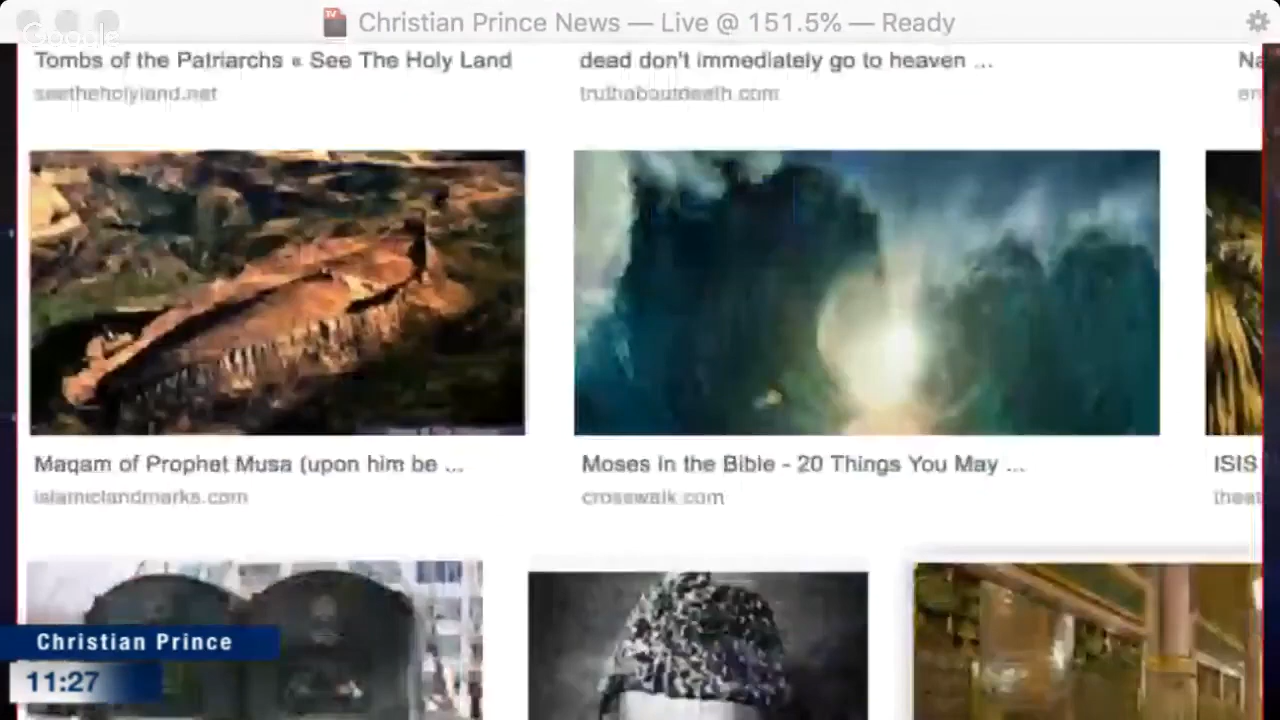 Google
Christian Prince News — Live @ 151.5% — Ready
Tombs of the Patriarchs « See The Holy Land
seetheholyland.net
dead don't immediately go to heaven ...
truthaboutdeath.com
Maqam of Prophet Musa (upon him be ...
islamiclandmarks.com
Moses in the Bible - 20 Things You May ...
crosswalk.com
ISIS
Christian Prince
11:27